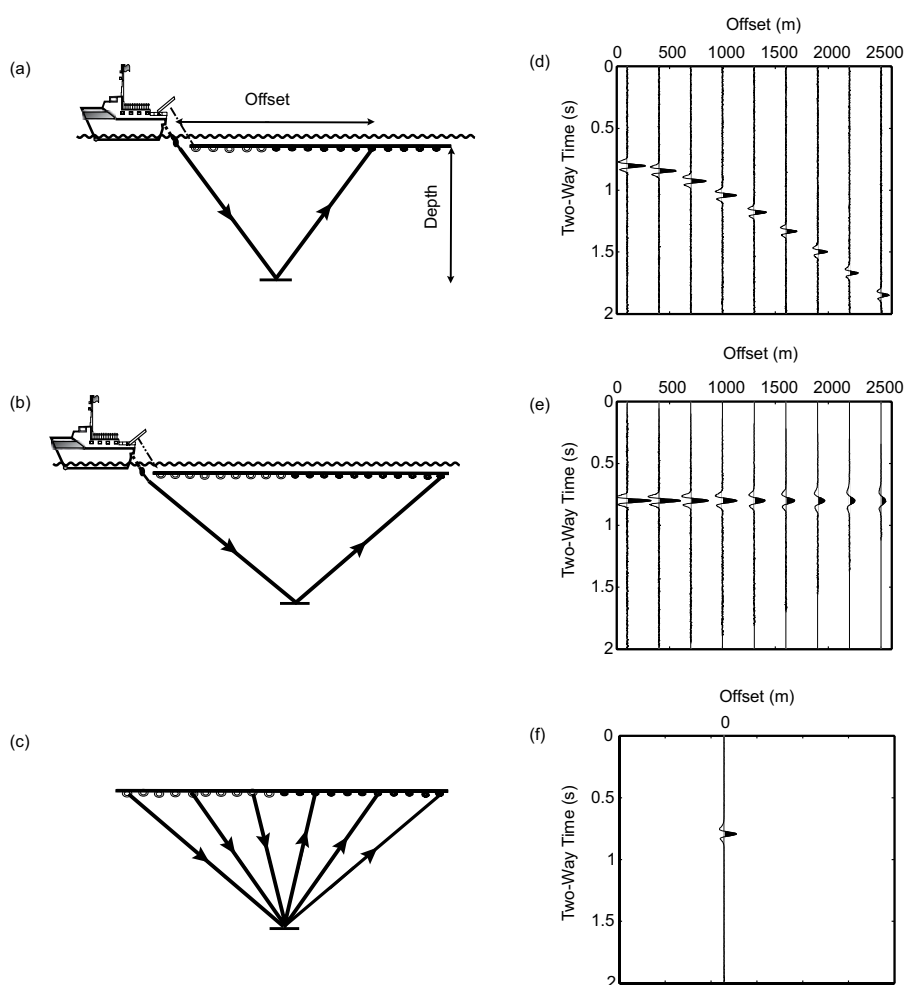 (a)
Offset
Depth
(b)
(c)
(d)
Offset (m)
0 500 1000 1500 2000 2500
Two-Way Time (s)
0
0.5
1
1.5
2
(e)
Offset (m)
0 500 1000 1500 2000 2500
Two-Way Time (s)
0
0.5
1
1.5
2
(f)
Offset (m)
0
Two-Way Time (s)
0
0.5
1
1.5
2